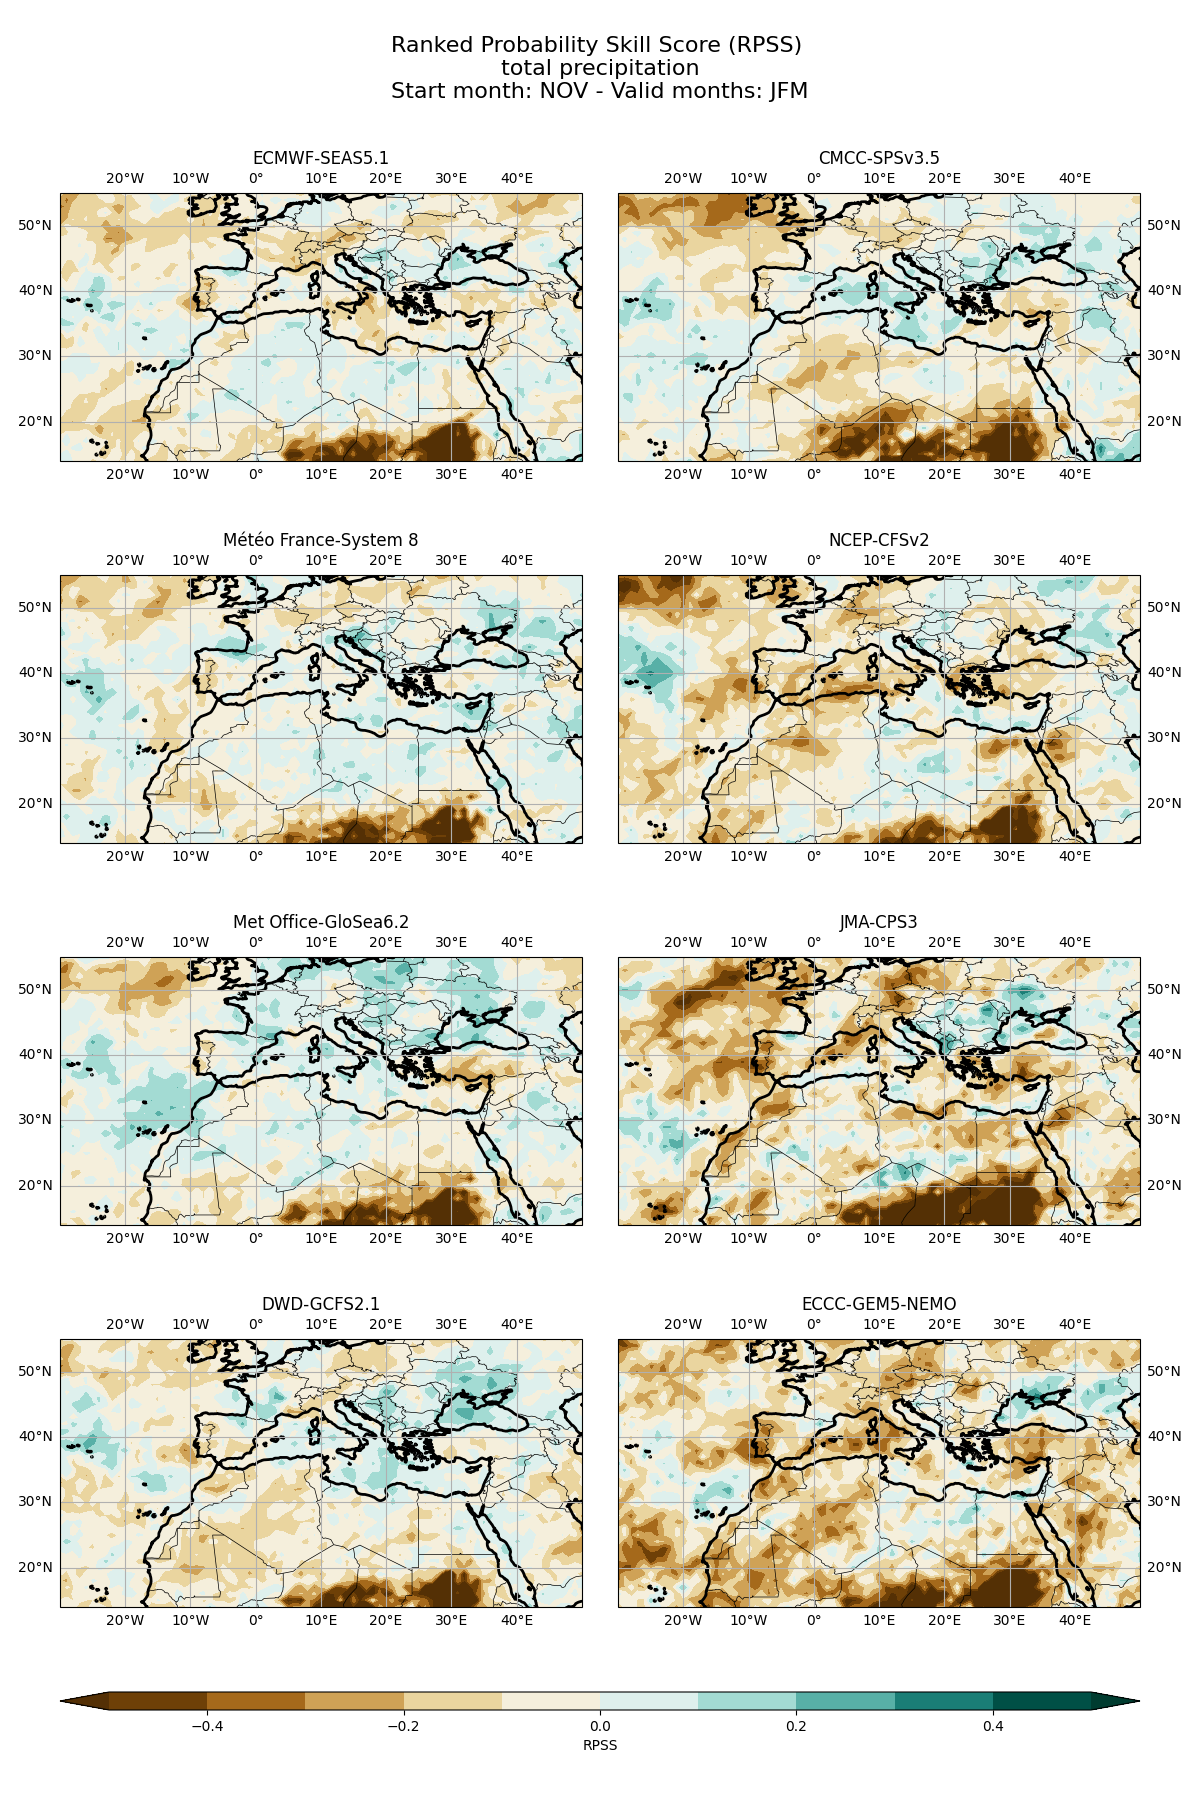 Ranked Probability Skill Score (RPSS)
total precipitation
Start month: NOV - Valid months: JFM
ECMWF-SEAS5.1
CMCC-SPSv3.5
20°W 10°W 0° 10°E 20°E 30°E 40°E
20°W 10°W 0° 10°E 20°E 30°E 40°E
50°N
50°N
40°N
40°N
30°N
30°N
20°N
20°N
20°W 10°W 0° 10°E 20°E 30°E 40°E
20°W 10°W 0° 10°E 20°E 30°E 40°E
Météo France-System 8
NCEP-CFSv2
20°W 10°W 0° 10°E 20°E 30°E 40°E
20°W 10°W 0° 10°E 20°E 30°E 40°E
50°N
50°N
40°N
40°N
30°N
30°N
20°N
20°N
20°W 10°W 0° 10°E 20°E 30°E 40°E
20°W 10°W 0° 10°E 20°E 30°E 40°E
Met Office-GloSea6.2
JMA-CPS3
20°W 10°W 0° 10°E 20°E 30°E 40°E
20°W 10°W 0° 10°E 20°E 30°E 40°E
50°N
50°N
40°N
40°N
30°N
30°N
20°N
20°N
20°W 10°W 0° 10°E 20°E 30°E 40°E
20°W 10°W 0° 10°E 20°E 30°E 40°E
DWD-GCFS2.1
ECCC-GEM5-NEMO
20°W 10°W 0° 10°E 20°E 30°E 40°E
20°W 10°W 0° 10°E 20°E 30°E 40°E
50°N
50°N
40°N
40°N
30°N
30°N
20°N
20°N
20°W 10°W 0° 10°E 20°E 30°E 40°E
20°W 10°W 0° 10°E 20°E 30°E 40°E
−0.4 −0.2 0.0 0.2 0.4
RPSS